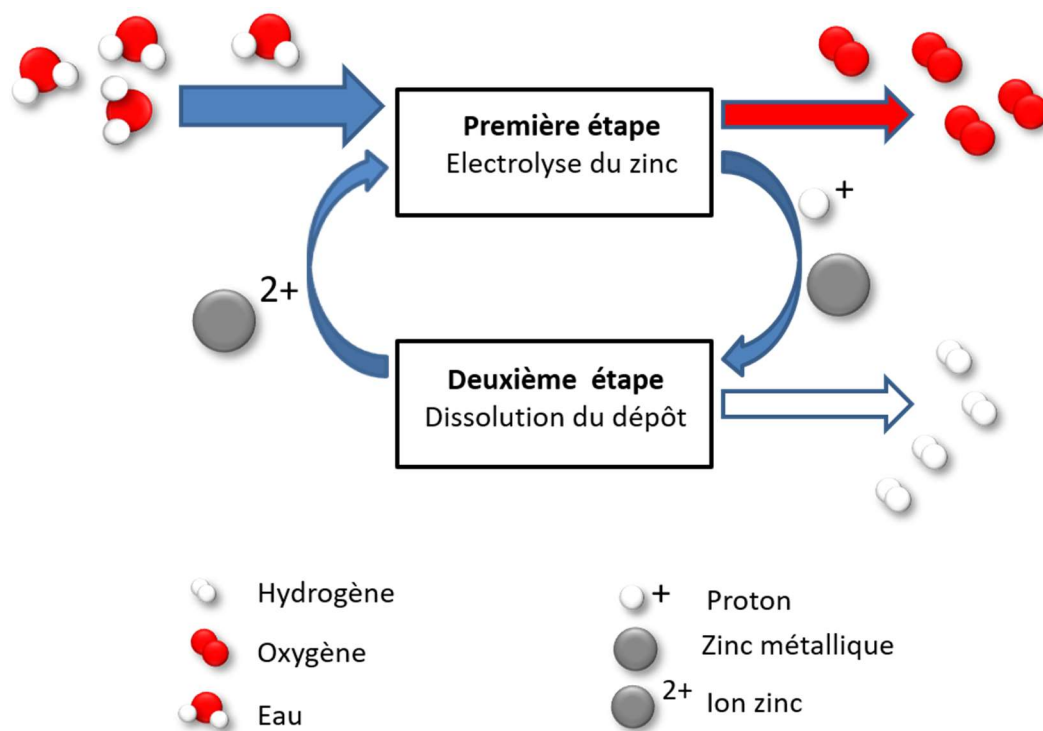 Première étape
Electrolyse du zinc
+
2+
Deuxième étape
Dissolution du dépôt
Hydrogène
+ Proton
Oxygène
Zinc métallique
Eau
2+ Ion zinc